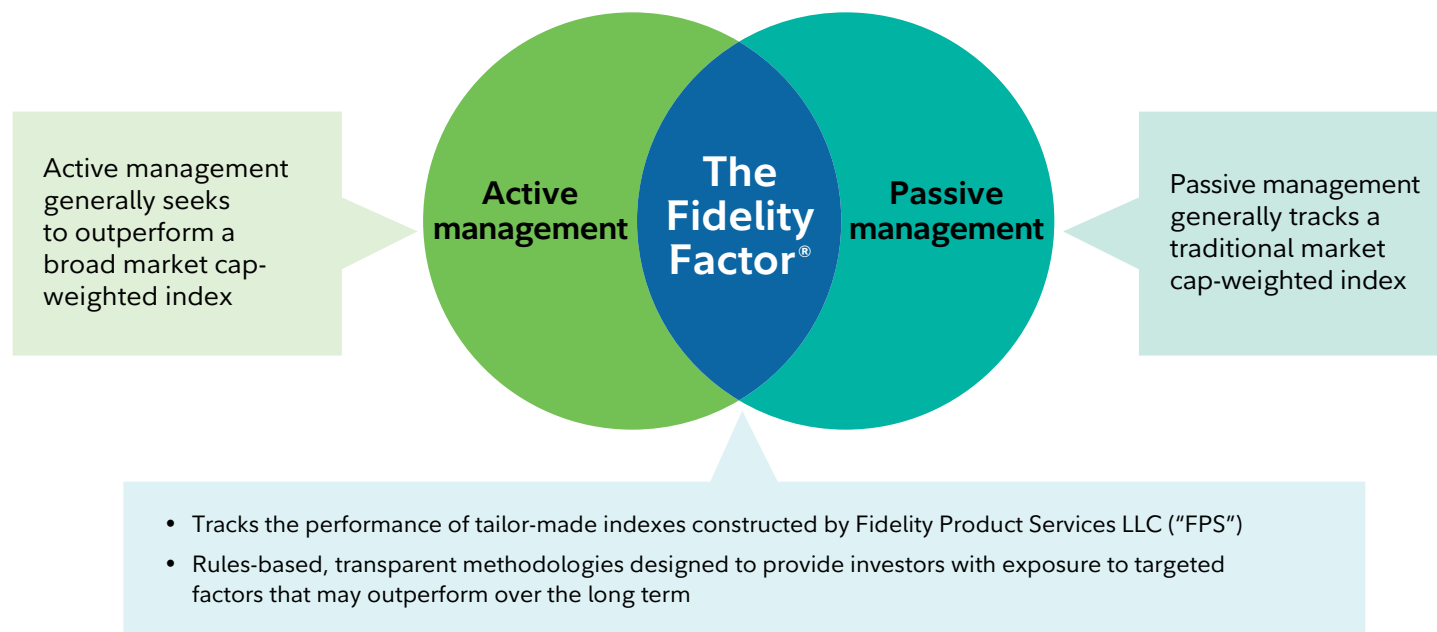 Active management
generally seeks
to outperform a
broad market cap-
weighted index
Active
management
The
Fidelity
Factor®
Passive
management
Passive management
generally tracks a
traditional market
cap-weighted index
• Tracks the performance of tailor-made indexes constructed by Fidelity Product Services LLC (“FPS”)
• Rules-based, transparent methodologies designed to provide investors with exposure to targeted
factors that may outperform over the long term